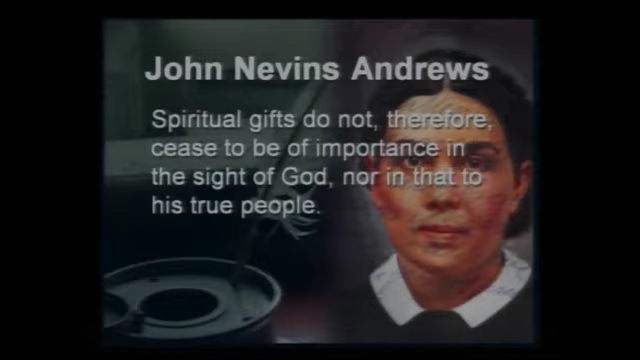 John Nevins Andrews
Spiritual gifts do not, therefore,
cease to be of importance in
the sight of God, nor in that to
his true people.